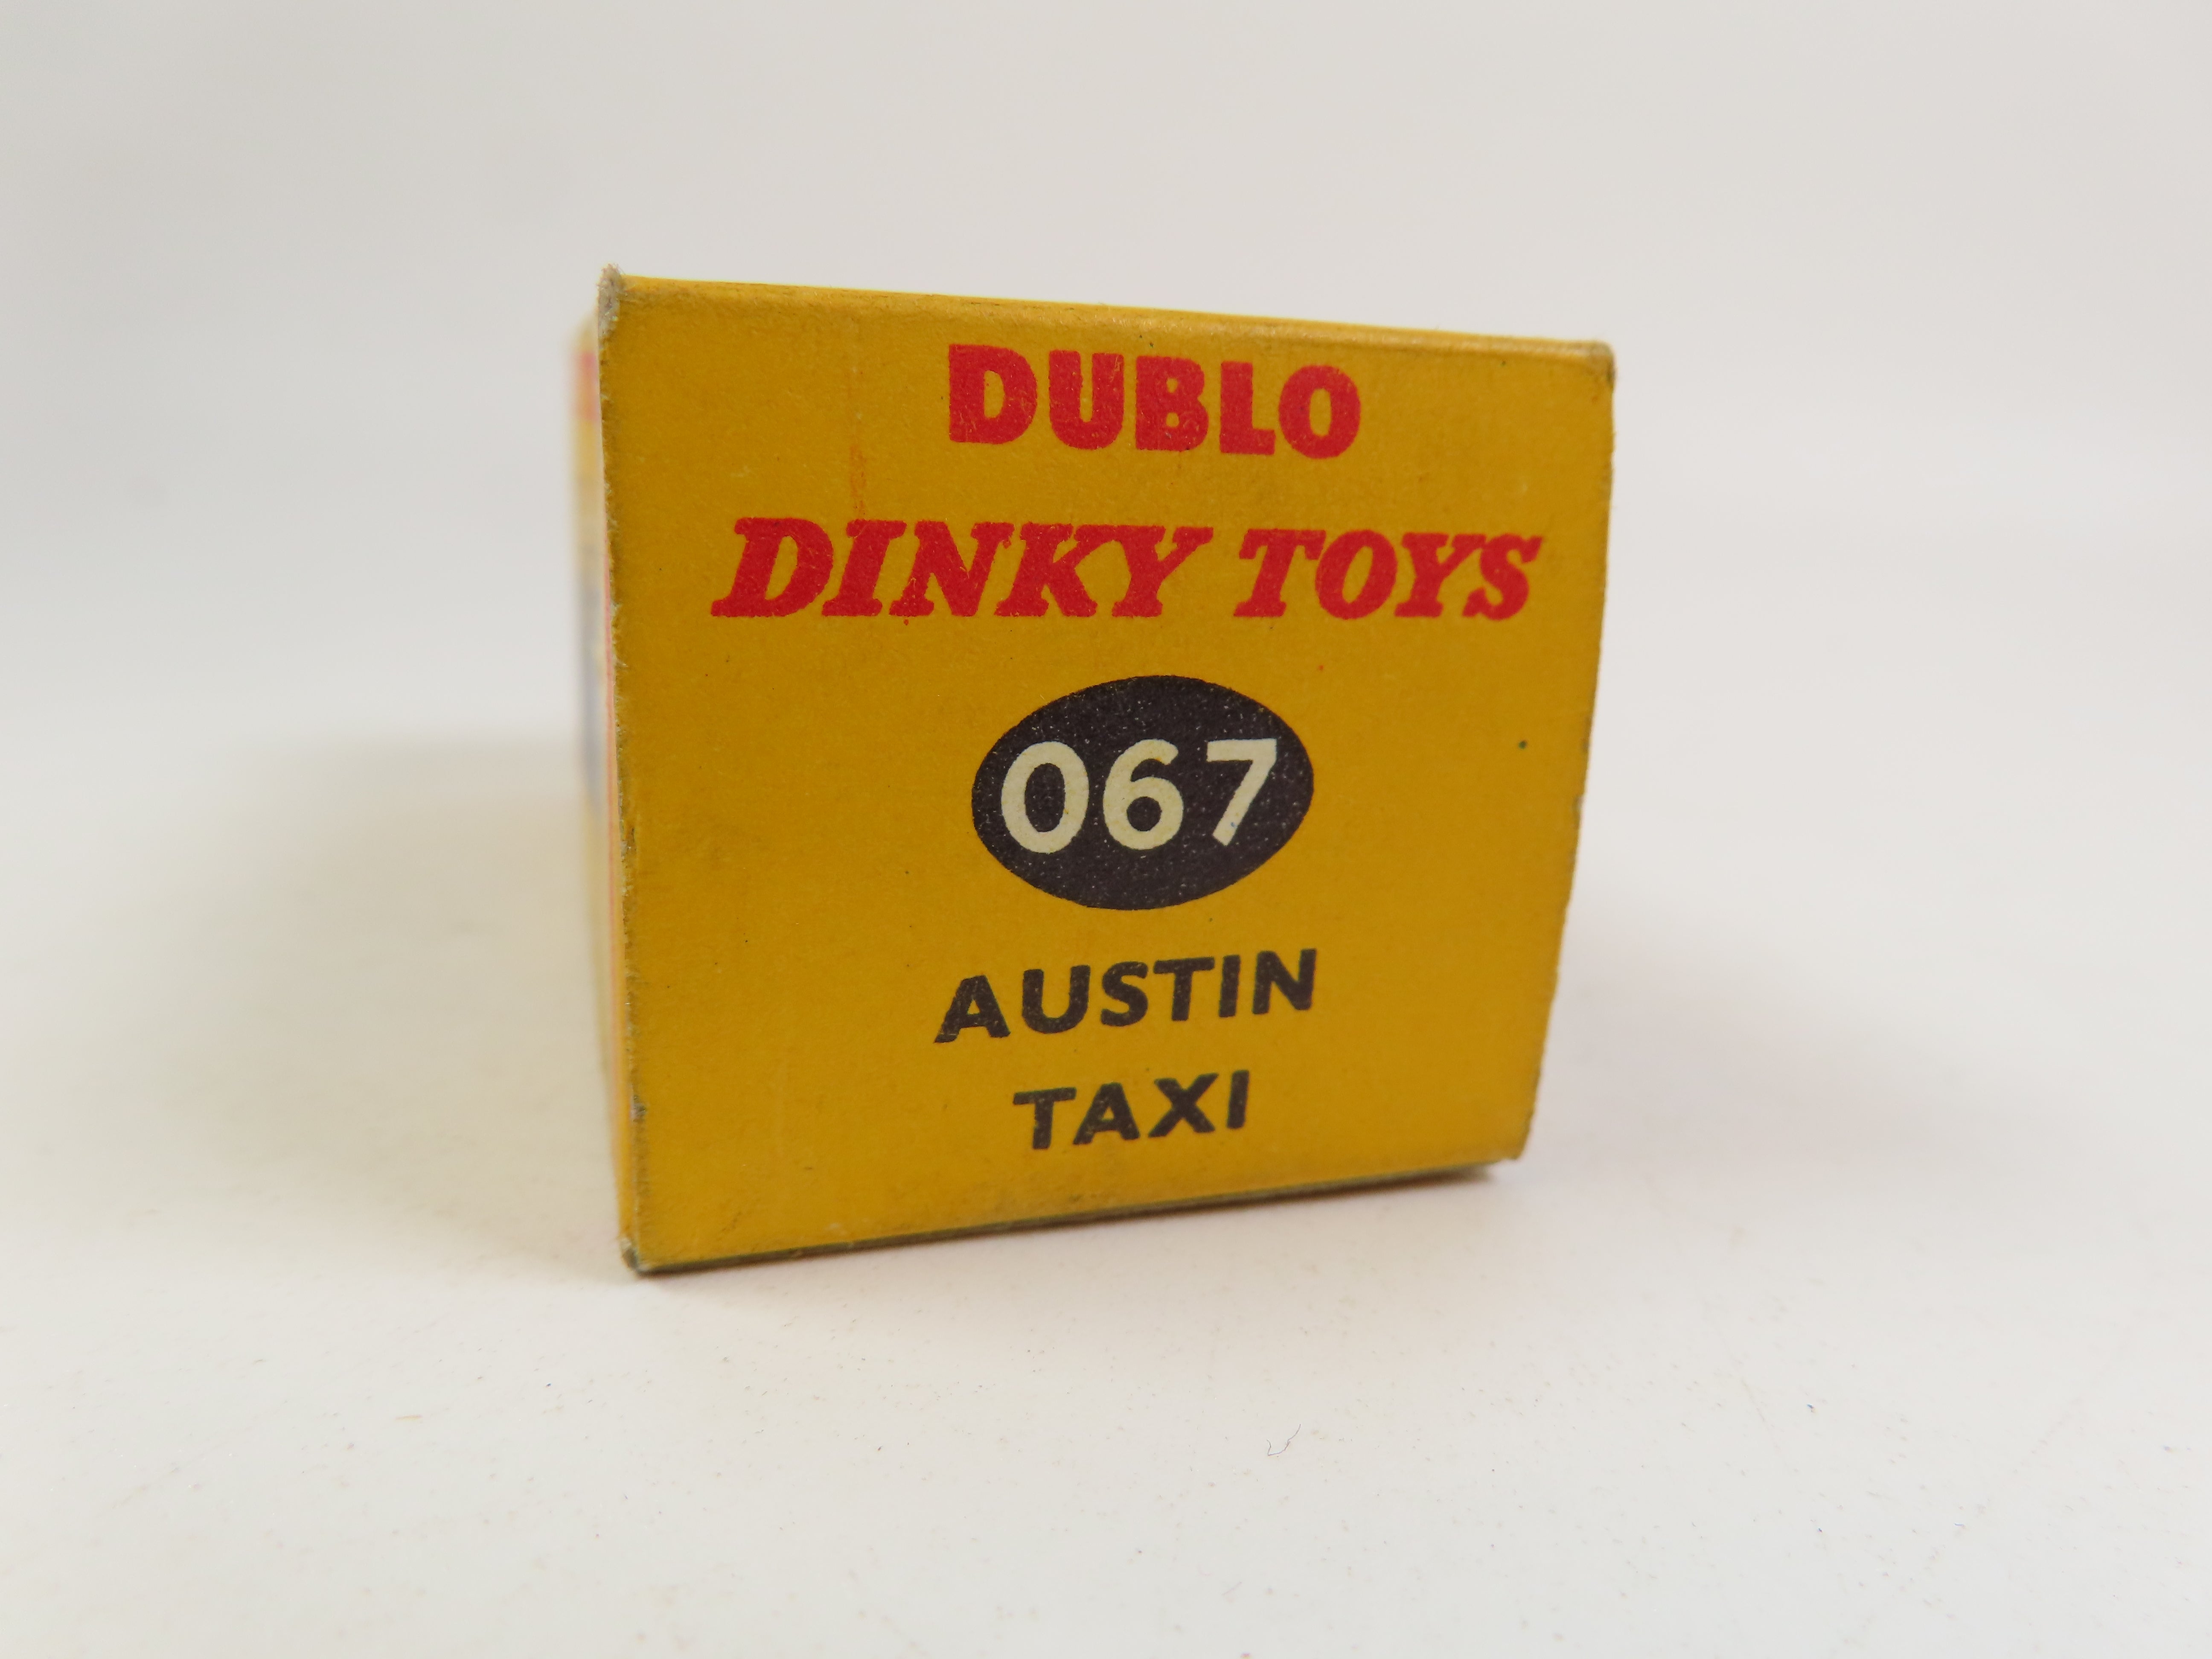 DUBLO
DINKY TOYS
067
AUSTIN
TAXI